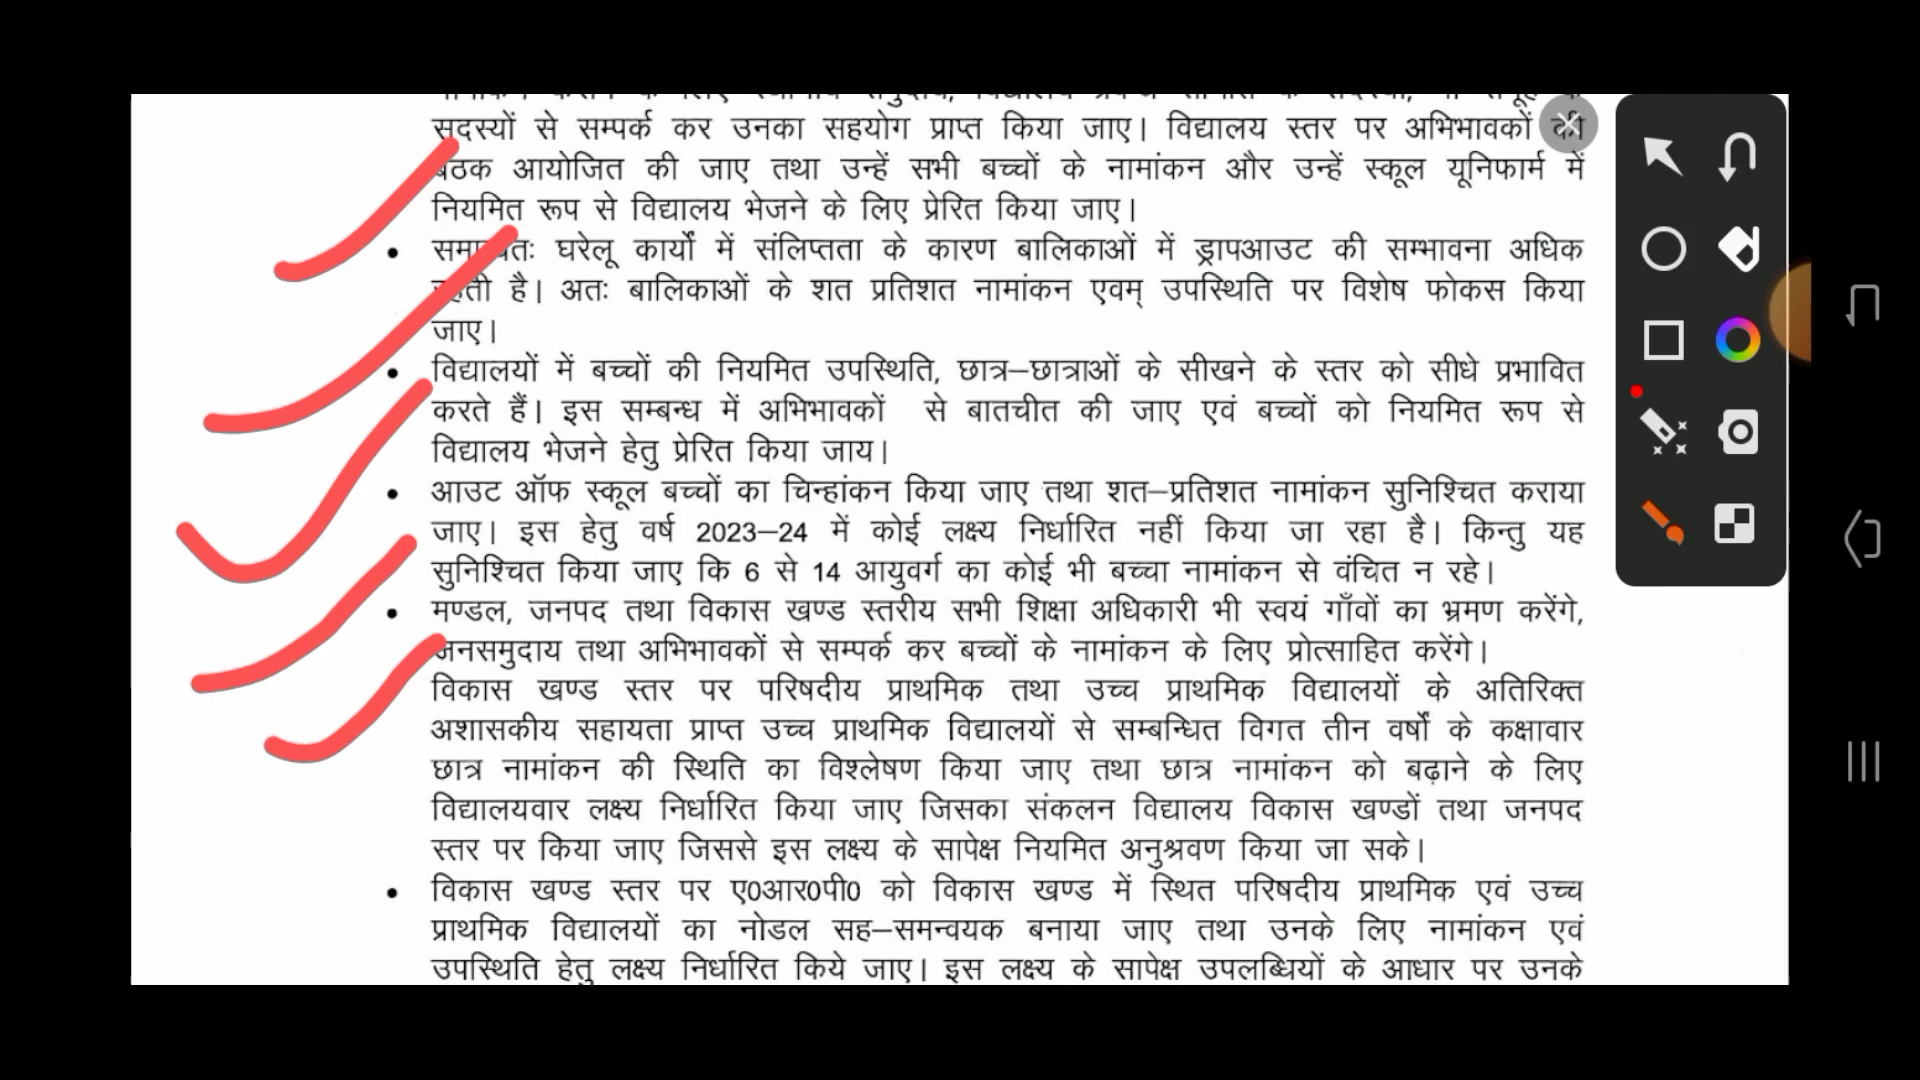 सदस्यों से सम्पर्क कर उनका सहयोग प्राप्त किया जाए। विद्यालय स्तर पर अभिभावकों की
बैठक आयोजित की जाए तथा उन्हें सभी बच्चों के नामांकन और उन्हें स्कूल यूनिफार्म में
नियमित रूप से विद्यालय भेजने के लिए प्रेरित किया जाए।
• घरेलू कार्यों में संलिप्तता के कारण बालिकाओं में ड्रापआउट की सम्भावना अधिक
रहती है। अतः बालिकाओं के शत प्रतिशत नामांकन एवम् उपस्थिति पर विशेष फोकस किया
जाए।
• विद्यालयों में बच्चों की नियमित उपस्थिति, छात्र–छात्राओं के सीखने के स्तर को सीधे प्रभावित
करते हैं। इस सम्बन्ध में अभिभावकों से बातचीत की जाए एवं बच्चों को नियमित रूप से
विद्यालय भेजने हेतु प्रेरित किया जाय।
• आउट ऑफ स्कूल बच्चों का चिन्हांकन किया जाए तथा शत–प्रतिशत नामांकन सुनिश्चित कराया
जाए। इस हेतु वर्ष 2023–24 में कोई लक्ष्य निर्धारित नहीं किया जा रहा है। किन्तु यह
सुनिश्चित किया जाए कि 6 से 14 आयुवर्ग का कोई भी बच्चा नामांकन से वंचित न रहे।
• मण्डल, जनपद तथा विकास खण्ड स्तरीय सभी शिक्षा अधिकारी भी स्वयं गाँवों का भ्रमण करेंगे,
जनसमुदाय तथा अभिभावकों से सम्पर्क कर बच्चों के नामांकन के लिए प्रोत्साहित करेंगे।
विकास खण्ड स्तर पर परिषदीय प्राथमिक तथा उच्च प्राथमिक विद्यालयों के अतिरिक्त
अशासकीय सहायता प्राप्त उच्च प्राथमिक विद्यालयों से सम्बन्धित विगत तीन वर्षों के कक्षावार
छात्र नामांकन की स्थिति का विश्लेषण किया जाए तथा छात्र नामांकन को बढ़ाने के लिए
विद्यालयवार लक्ष्य निर्धारित किया जाए जिसका संकलन विद्यालय विकास खण्डों तथा जनपद
स्तर पर किया जाए जिससे इस लक्ष्य के सापेक्ष नियमित अनुश्रवण किया जा सके।
• विकास खण्ड स्तर पर ए0आर0पी0 को विकास खण्ड में स्थित परिषदीय प्राथमिक एवं उच्च
प्राथमिक विद्यालयों का नोडल सह–समन्वयक बनाया जाए तथा उनके लिए नामांकन एवं
उपस्थिति हेतु लक्ष्य निर्धारित किये जाए। इस लक्ष्य के सापेक्ष उपलब्धियों के आधार पर उनके